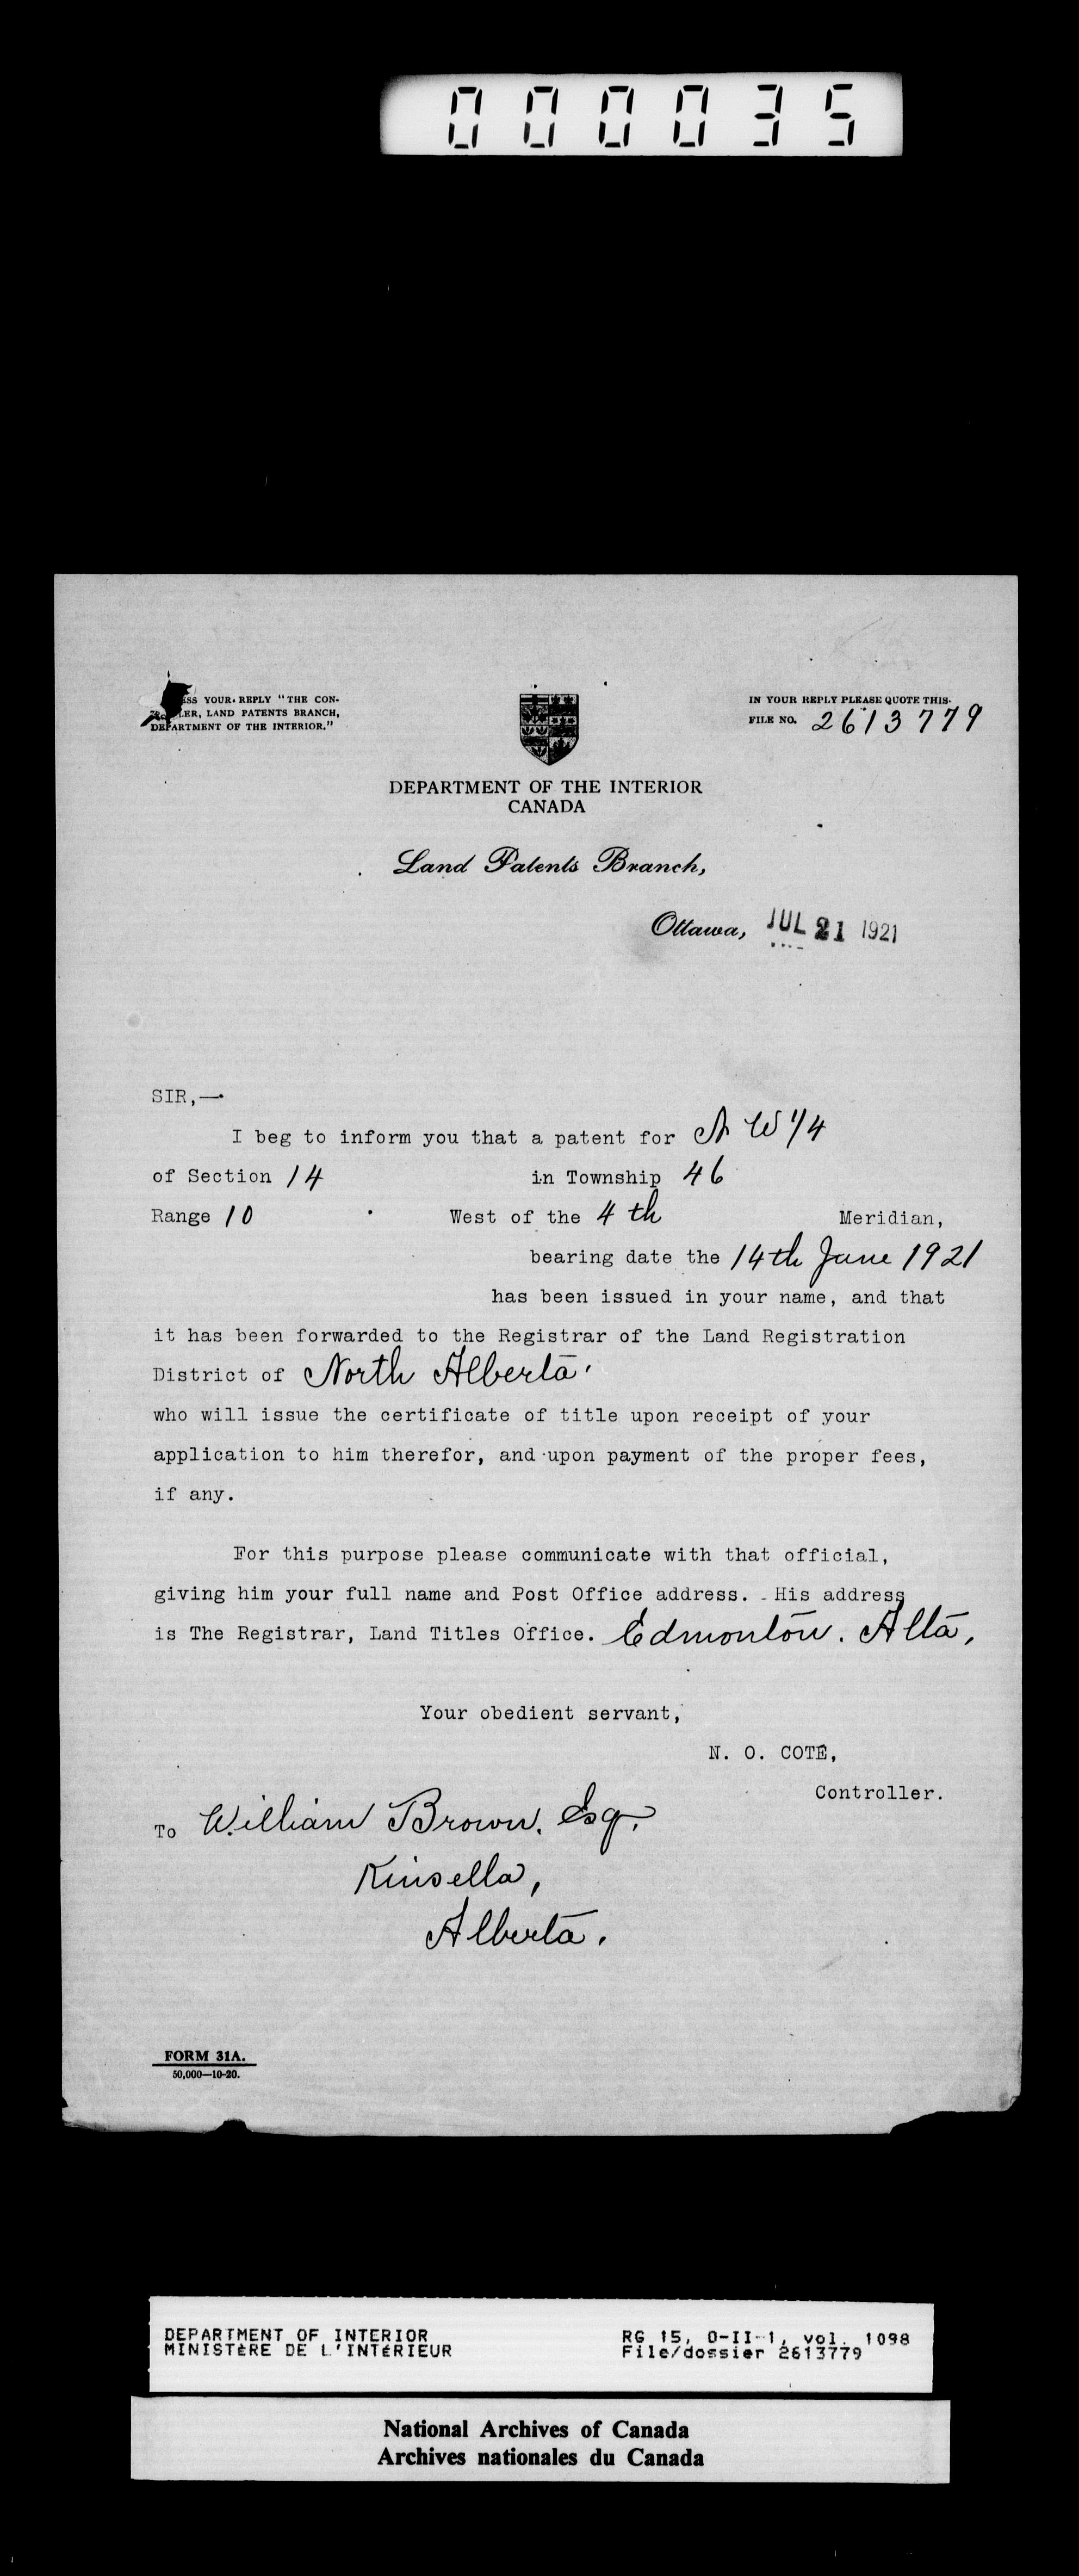 000035
SS YOUR REPLY "THE CON-
LER, LAND PATENTS BRANCH,
DEPARTMENT OF THE INTERIOR."
IN YOUR REPLY PLEASE QUOTE THIS
FILE NO. 2613779
DEPARTMENT OF THE INTERIOR
CANADA
Land Patents Branch,
Ottawa, JUL 21 1921
SIR,—
I beg to inform you that a patent for N W 1/4
of Section 14 in Township 46
Range 10 West of the 4th Meridian,
bearing date the 14th June 1921
has been issued in your name, and that
it has been forwarded to the Registrar of the Land Registration
District of North Alberta
who will issue the certificate of title upon receipt of your
application to him therefor, and upon payment of the proper fees,
if any.
For this purpose please communicate with that official,
giving him your full name and Post Office address. His address
is The Registrar, Land Titles Office. Edmonton. Alta,
Your obedient servant,
N. O. COTÉ,
Controller.
To William Brown. Esq.
Kinsella,
Alberta.
FORM 31A.
50,000—10-20.
DEPARTMENT OF INTERIOR
MINISTÈRE DE L'INTÉRIEUR
RG 15, D-II-1, vol. 1098
File/dossier 2613779
National Archives of Canada
Archives nationales du Canada